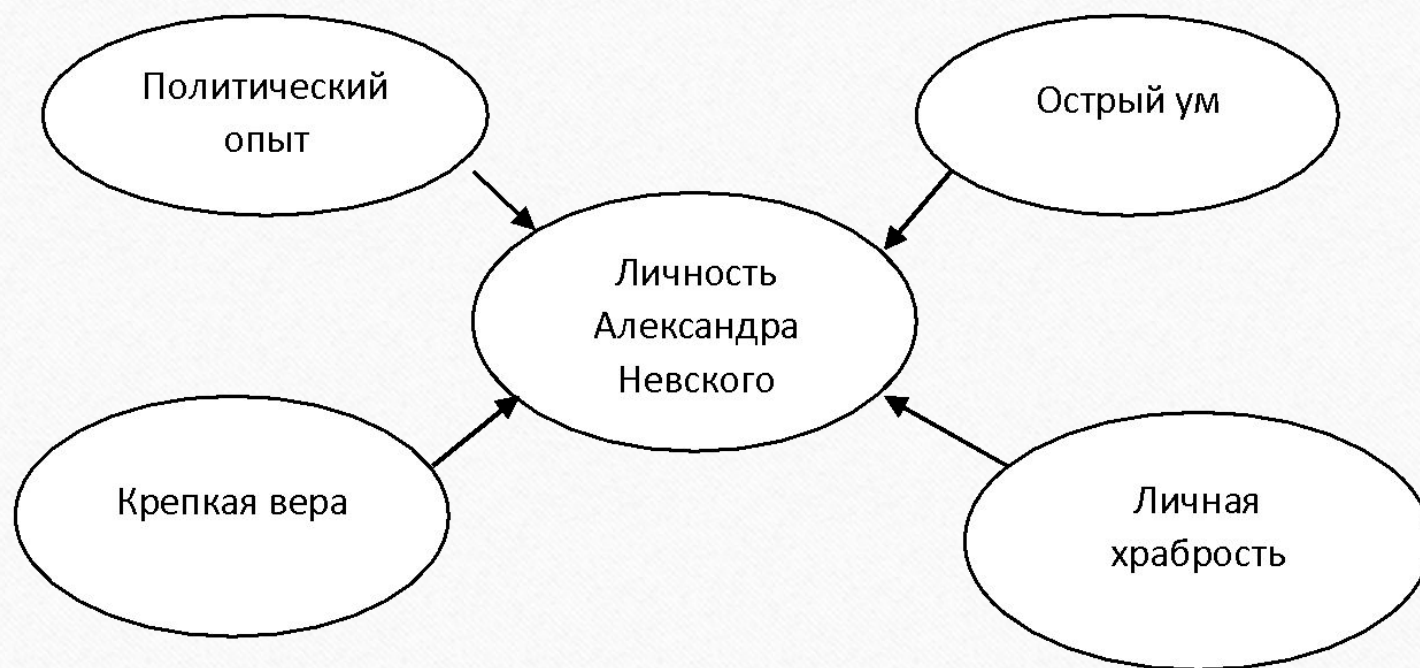 Политический
опыт
Острый ум
Личность
Александра
Невского
Крепкая вера
Личная
храбрость